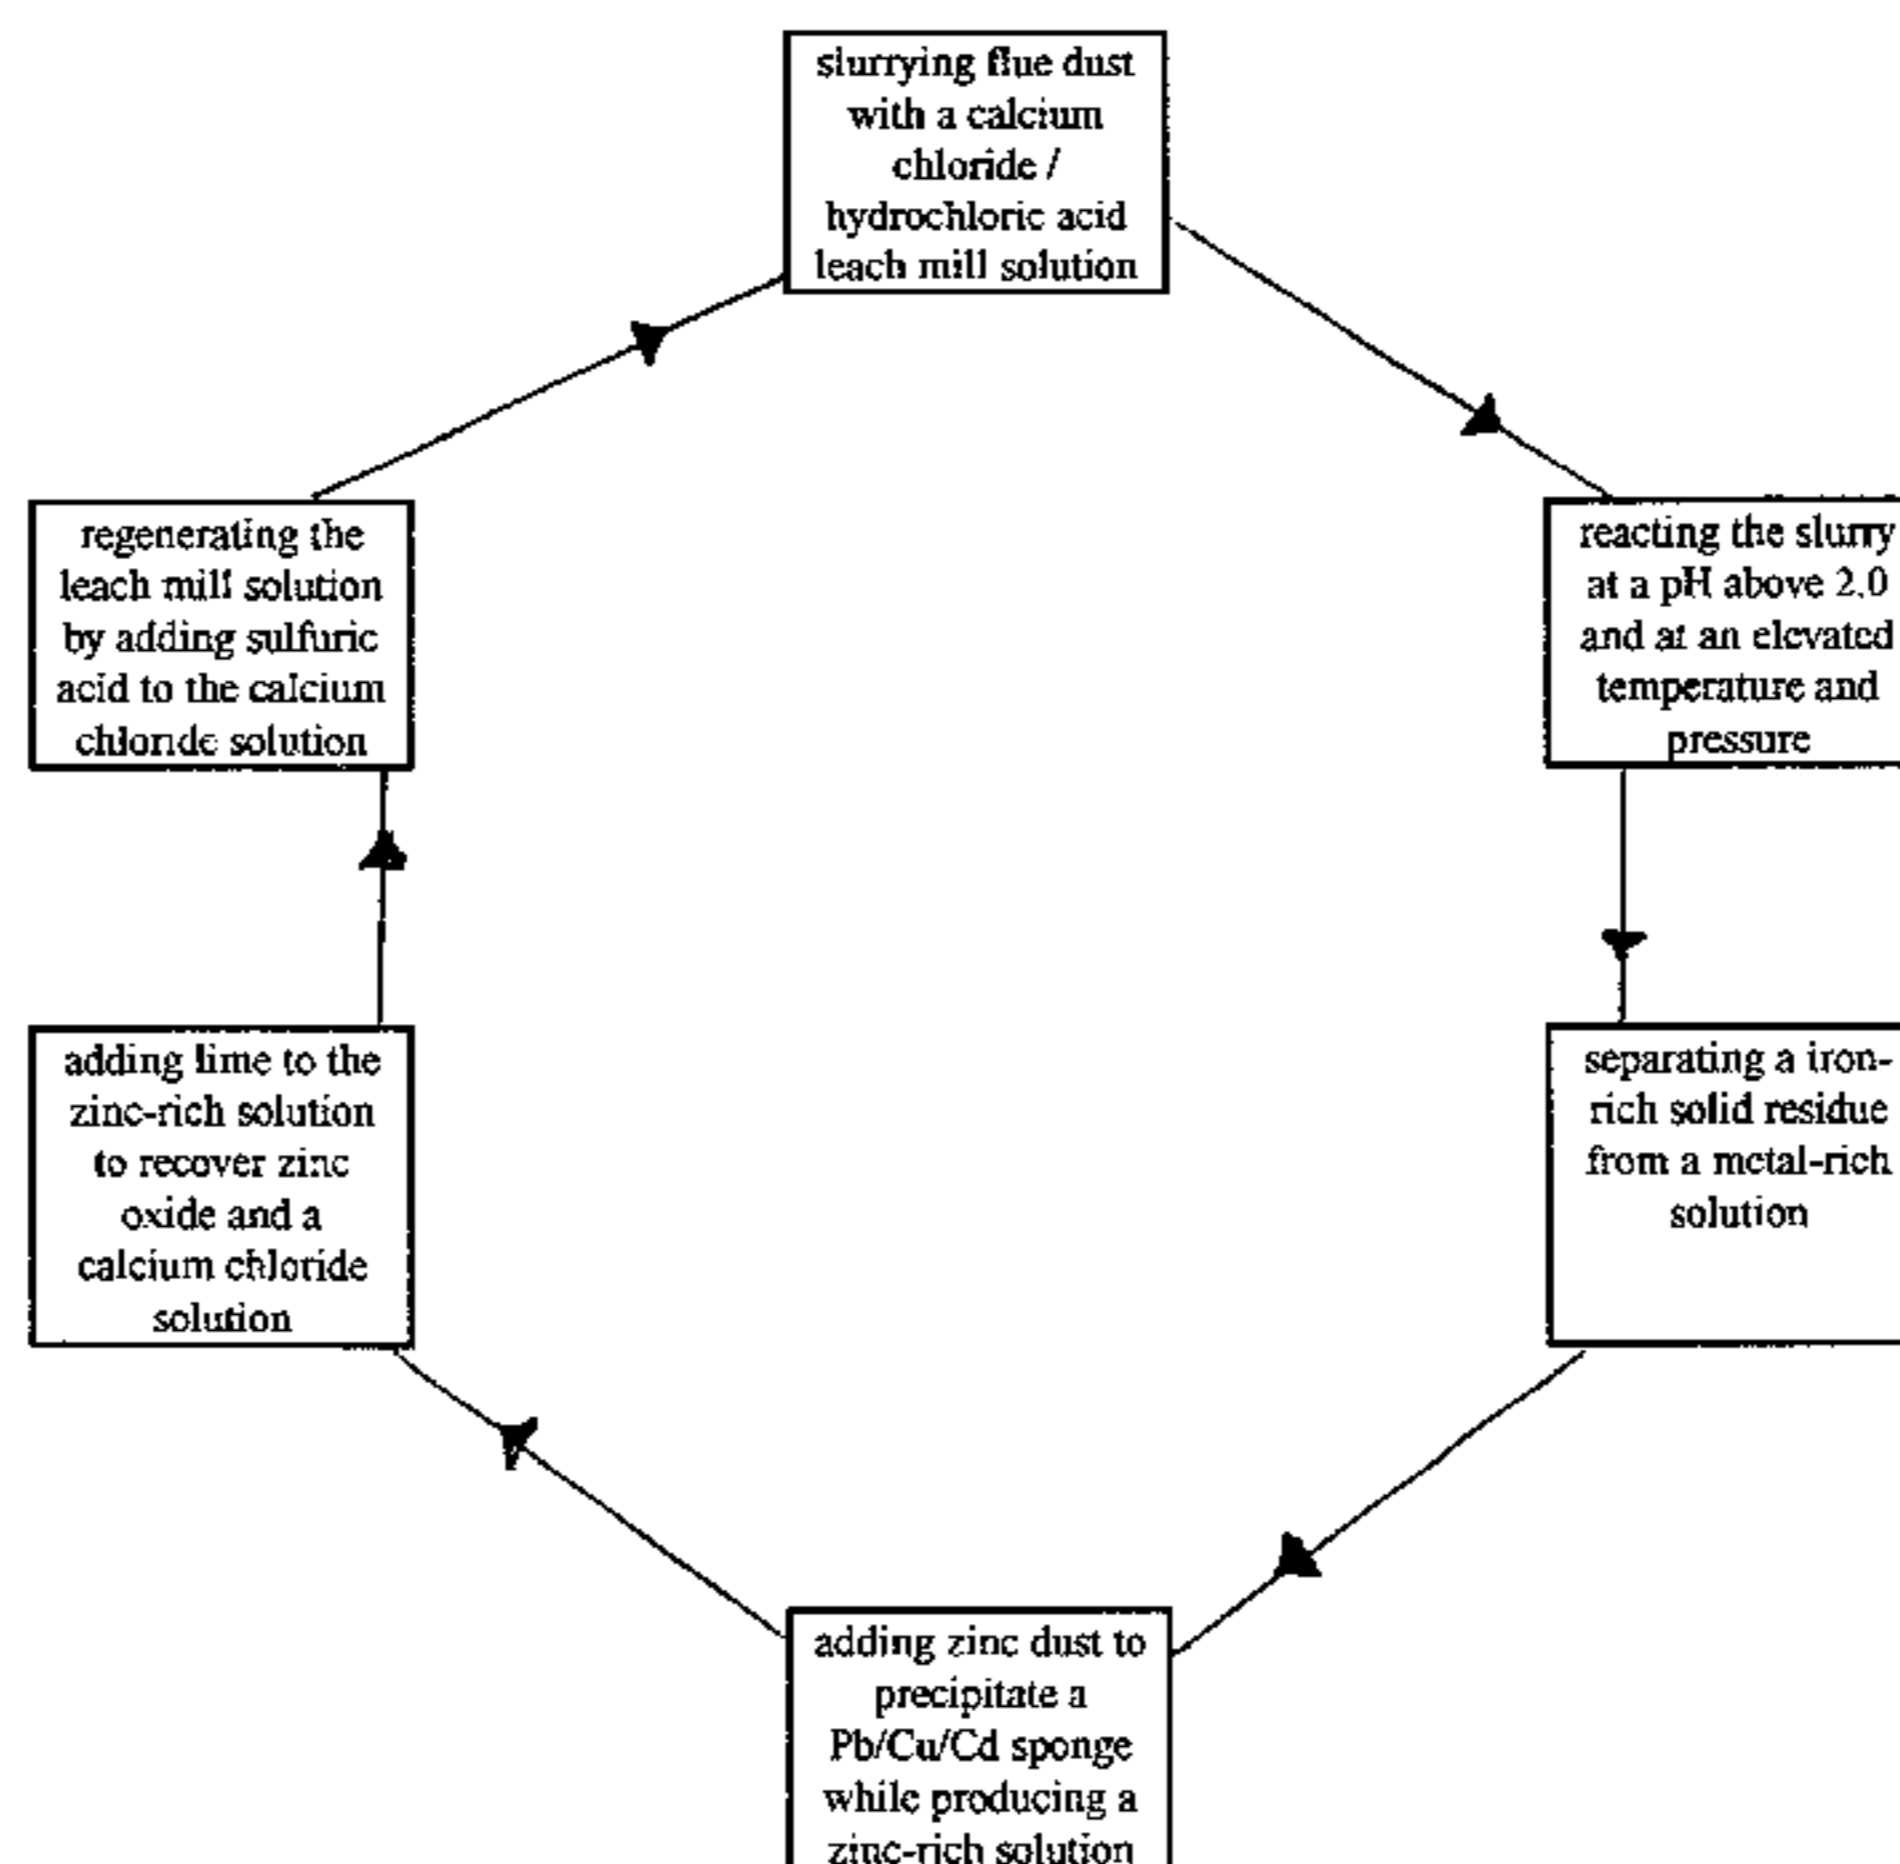 slurrying flue dust
with a calcium
chloride /
hydrochloric acid
leach mill solution
reacting the slurry
at a pH above 2.0
and at an elevated
temperature and
pressure
separating a iron-
rich solid residue
from a metal-rich
solution
adding zinc dust to
precipitate a
Pb/Cu/Cd sponge
while producing a
zinc-rich solution
adding lime to the
zinc-rich solution
to recover zinc
oxide and a
calcium chloride
solution
regenerating the
leach mill solution
by adding sulfuric
acid to the calcium
chloride solution